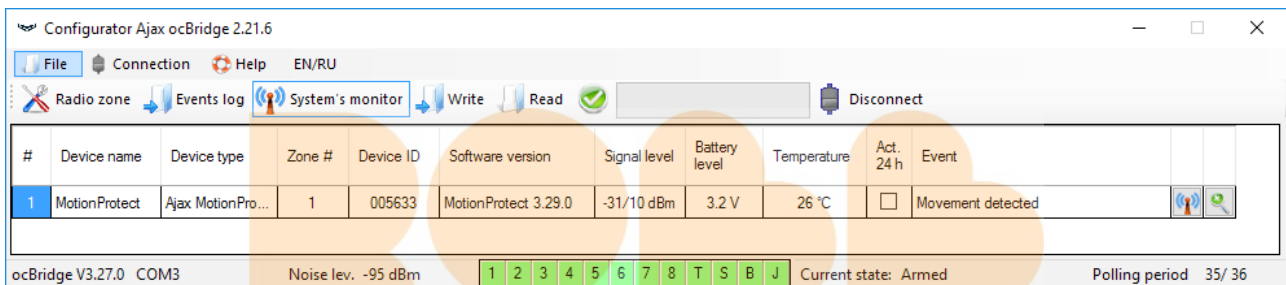 Configurator Ajax ocBridge 2.21.6
File Connection Help EN/RU
Radio zone Events log System's monitor Write Read Disconnect
# Device name Device type Zone # Device ID Software version Signal level Battery level Temperature Act. 24 h Event
1 MotionProtect Ajax MotionPro... 1 005633 MotionProtect 3.29.0 -31/10 dBm 3.2 V 26 °C Movement detected
ocBridge V3.27.0 COM3 Noise lev. -95 dBm 1 2 3 4 5 6 7 8 T S B J Current state: Armed Polling period 35/ 36